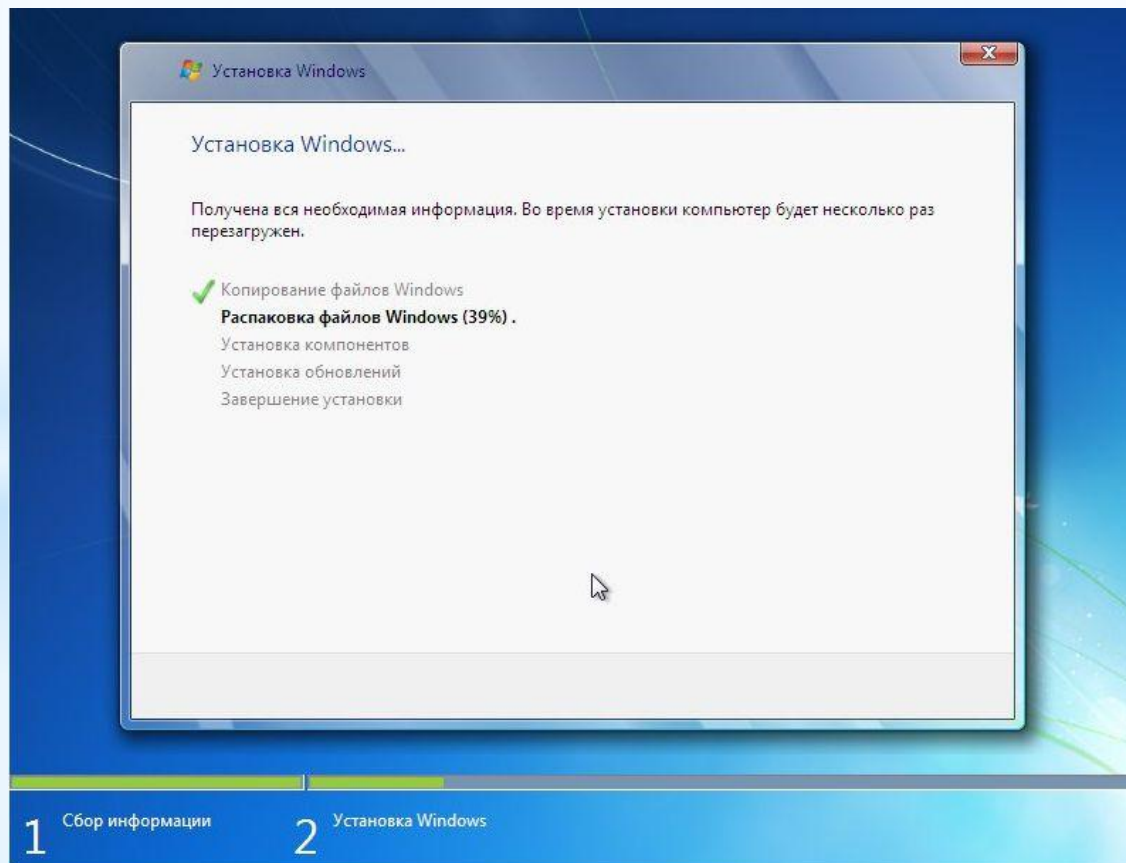 Установка Windows
Установка Windows...
Получена вся необходимая информация. Во время установки компьютер будет несколько раз
перезагружен.
Копирование файлов Windows
Распаковка файлов Windows (39%) .
Установка компонентов
Установка обновлений
Завершение установки
1 Сбор информации
2 Установка Windows